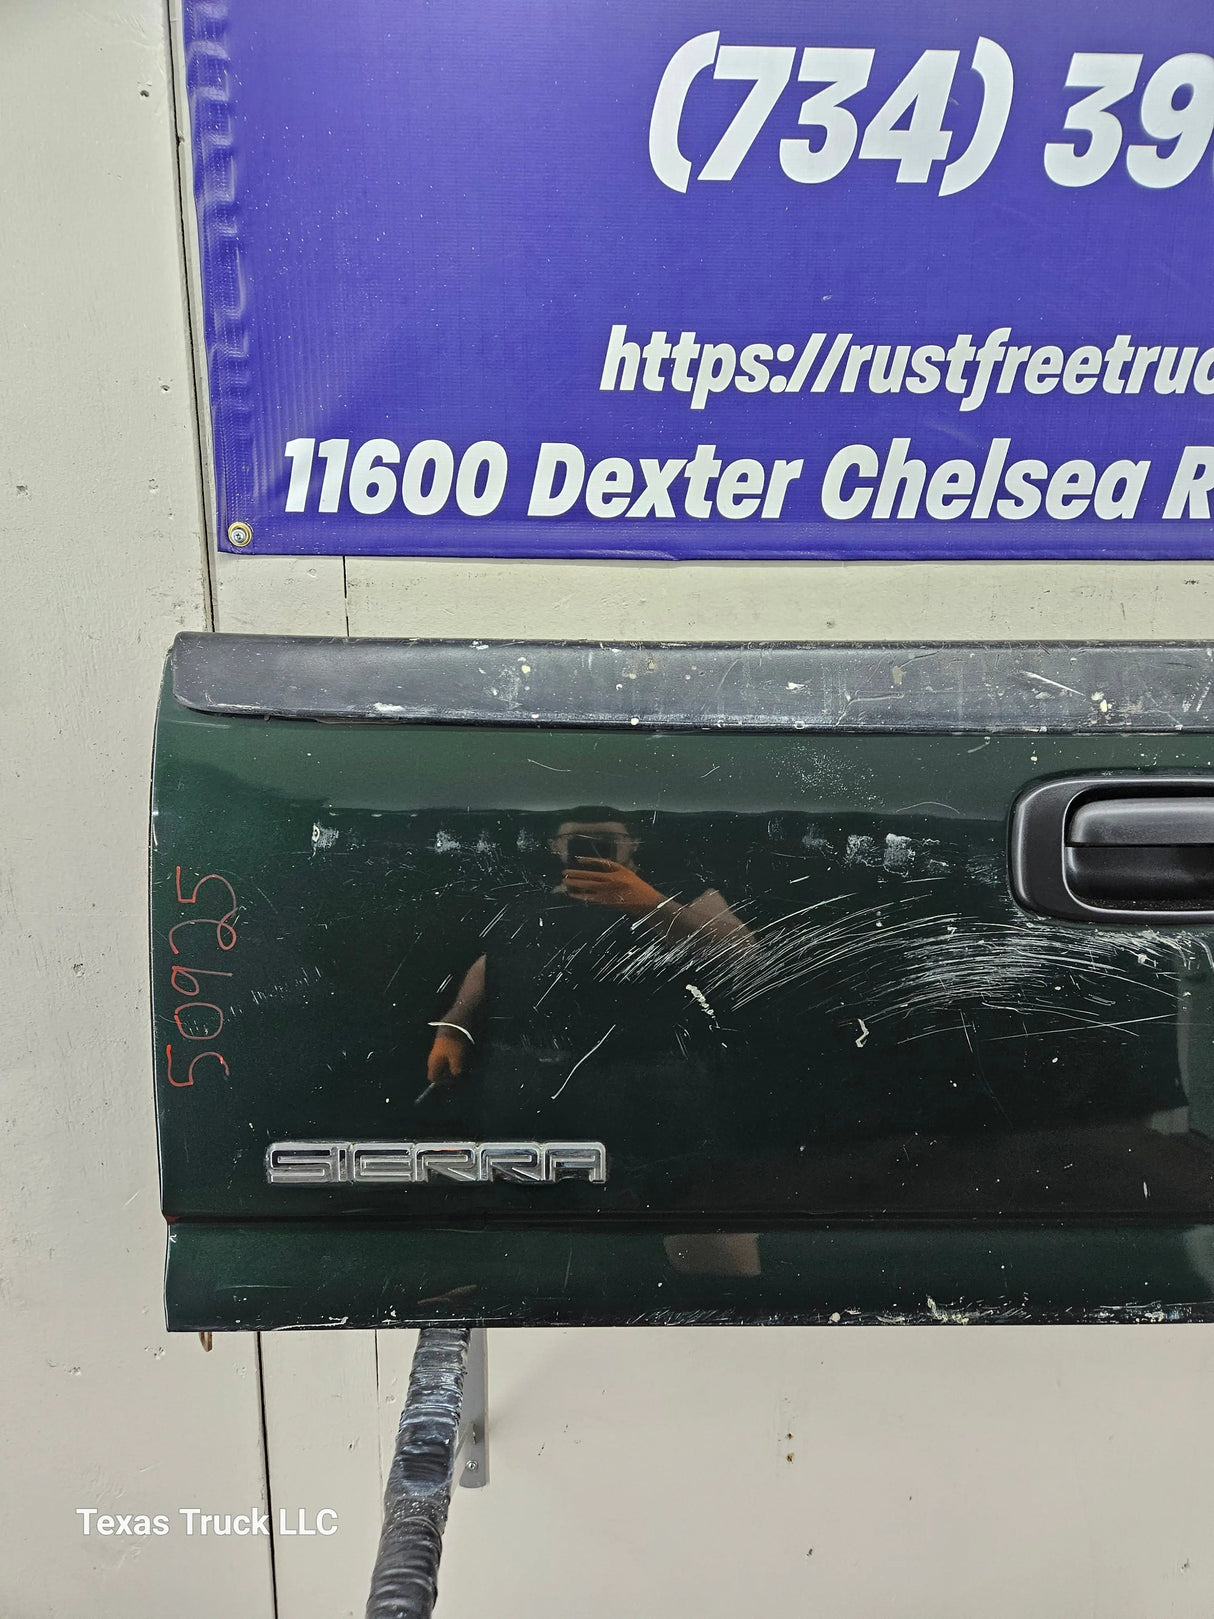 (734) 39
https://rustfreetruc
11600 Dexter Chelsea R
50925
SIERRA
Texas Truck LLC